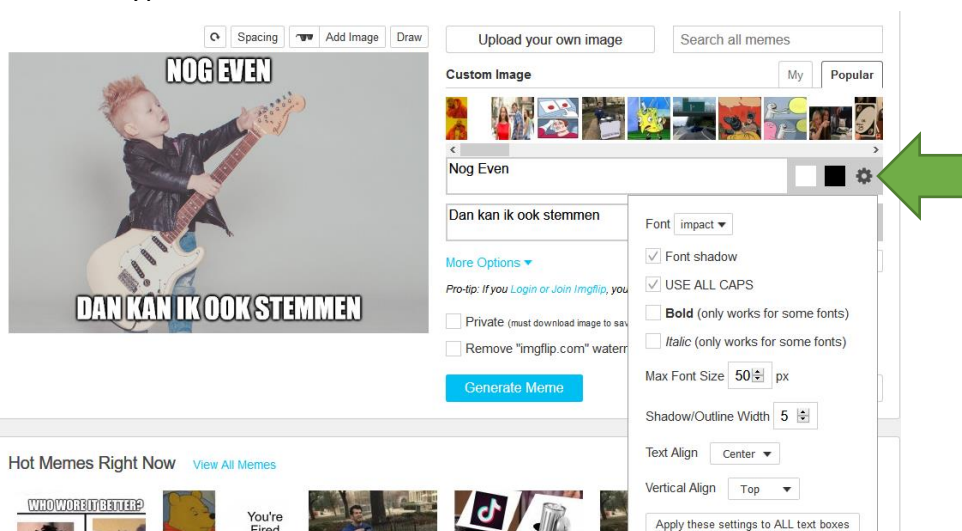 Spacing
Add Image
Draw
Upload your own image
Search all memes
NOG EVEN
DAN KAN IK OOK STEMMEN
Custom Image
My
Popular
Nog Even
Dan kan ik ook stemmen
More Options
Pro-tip: If you Login or Join Imgflip, you
Private (must download image to sav
Remove "imgflip.com" watern
Generate Meme
Font impact
Font shadow
USE ALL CAPS
Bold (only works for some fonts)
Italic (only works for some fonts)
Max Font Size 50 px
Shadow/Outline Width 5
Text Align Center
Vertical Align Top
Apply these settings to ALL text boxes
Hot Memes Right Now View All Memes
WHO WORE IT BETTER?
You're
Fired